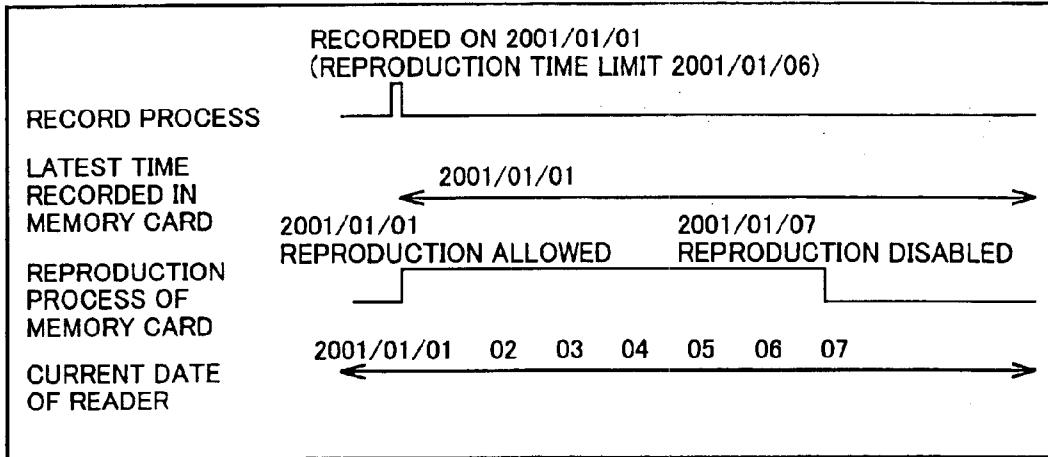 RECORDED ON 2001/01/01
(REPRODUCTION TIME LIMIT 2001/01/06)
RECORD PROCESS
LATEST TIME
RECORDED IN
MEMORY CARD
2001/01/01
2001/01/01
REPRODUCTION ALLOWED
2001/01/07
REPRODUCTION DISABLED
REPRODUCTION
PROCESS OF
MEMORY CARD
2001/01/01 02 03 04 05 06 07
CURRENT DATE
OF READER